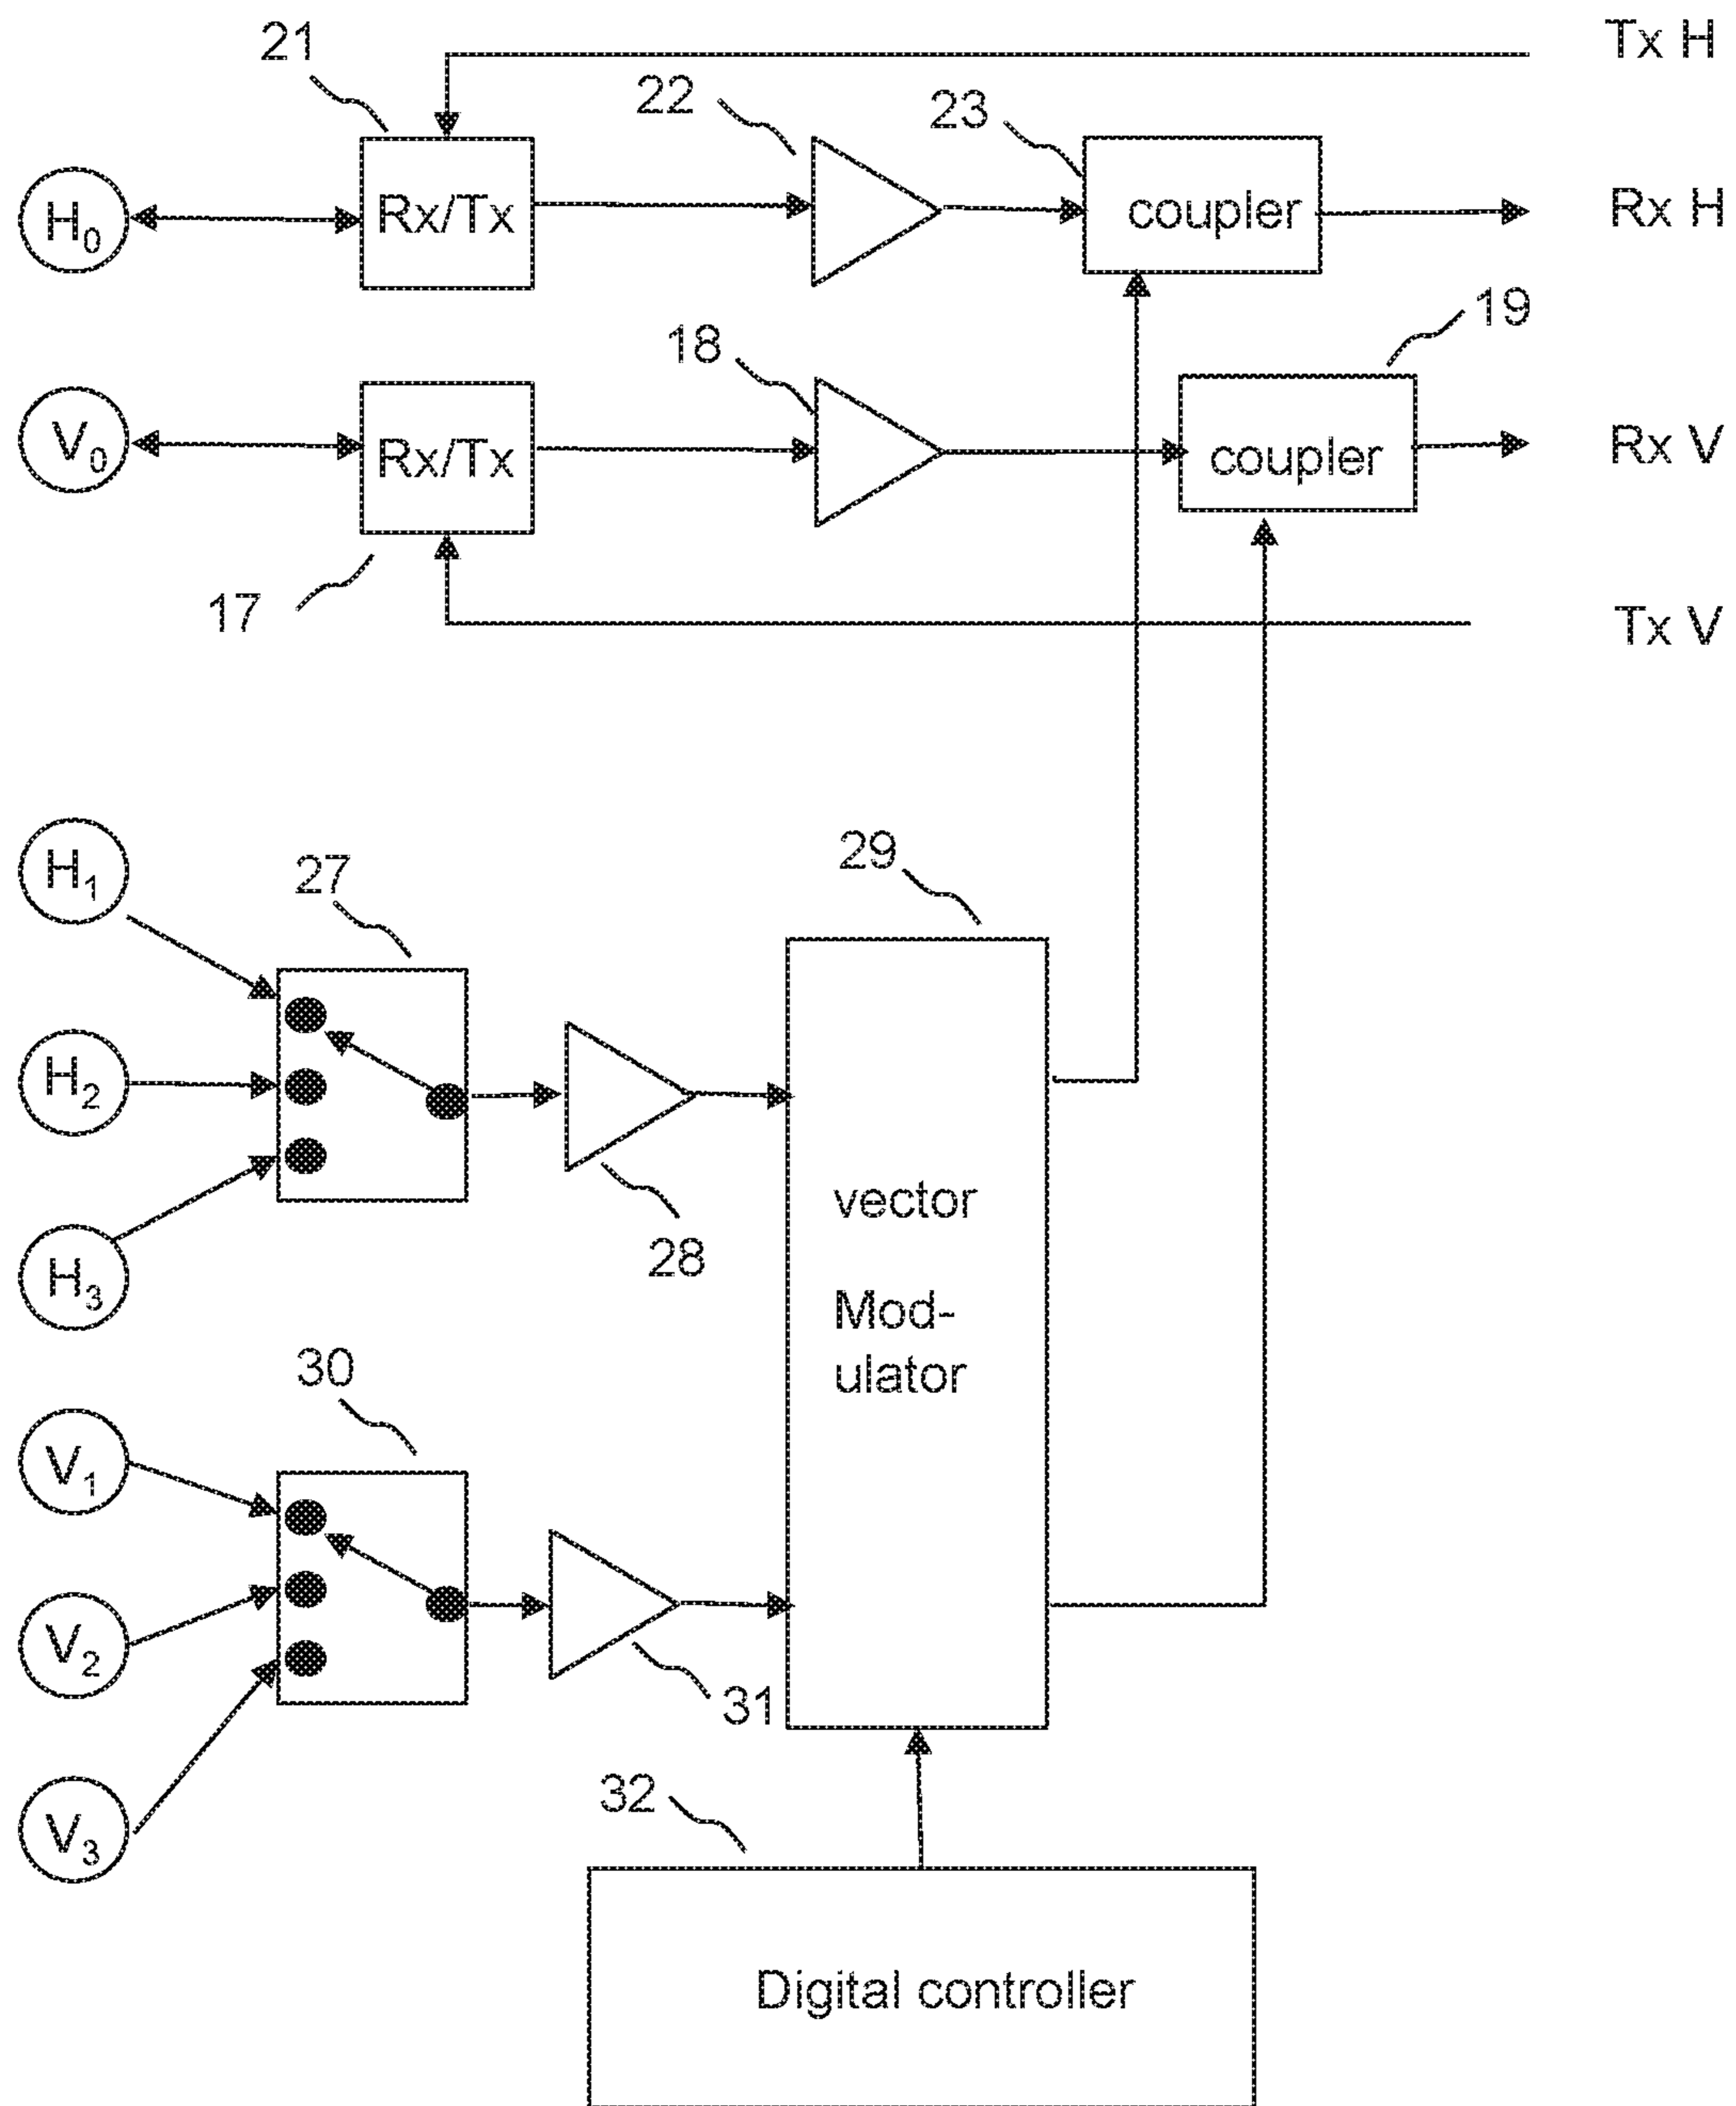 21
Tx H
22
23
H0
Rx/Tx
coupler
Rx H
18
19
V0
Rx/Tx
coupler
Rx V
17
Tx V
H1
27
29
H2
H3
28
vector
Mod-
ulator
30
V1
V2
31
V3
32
Digital controller